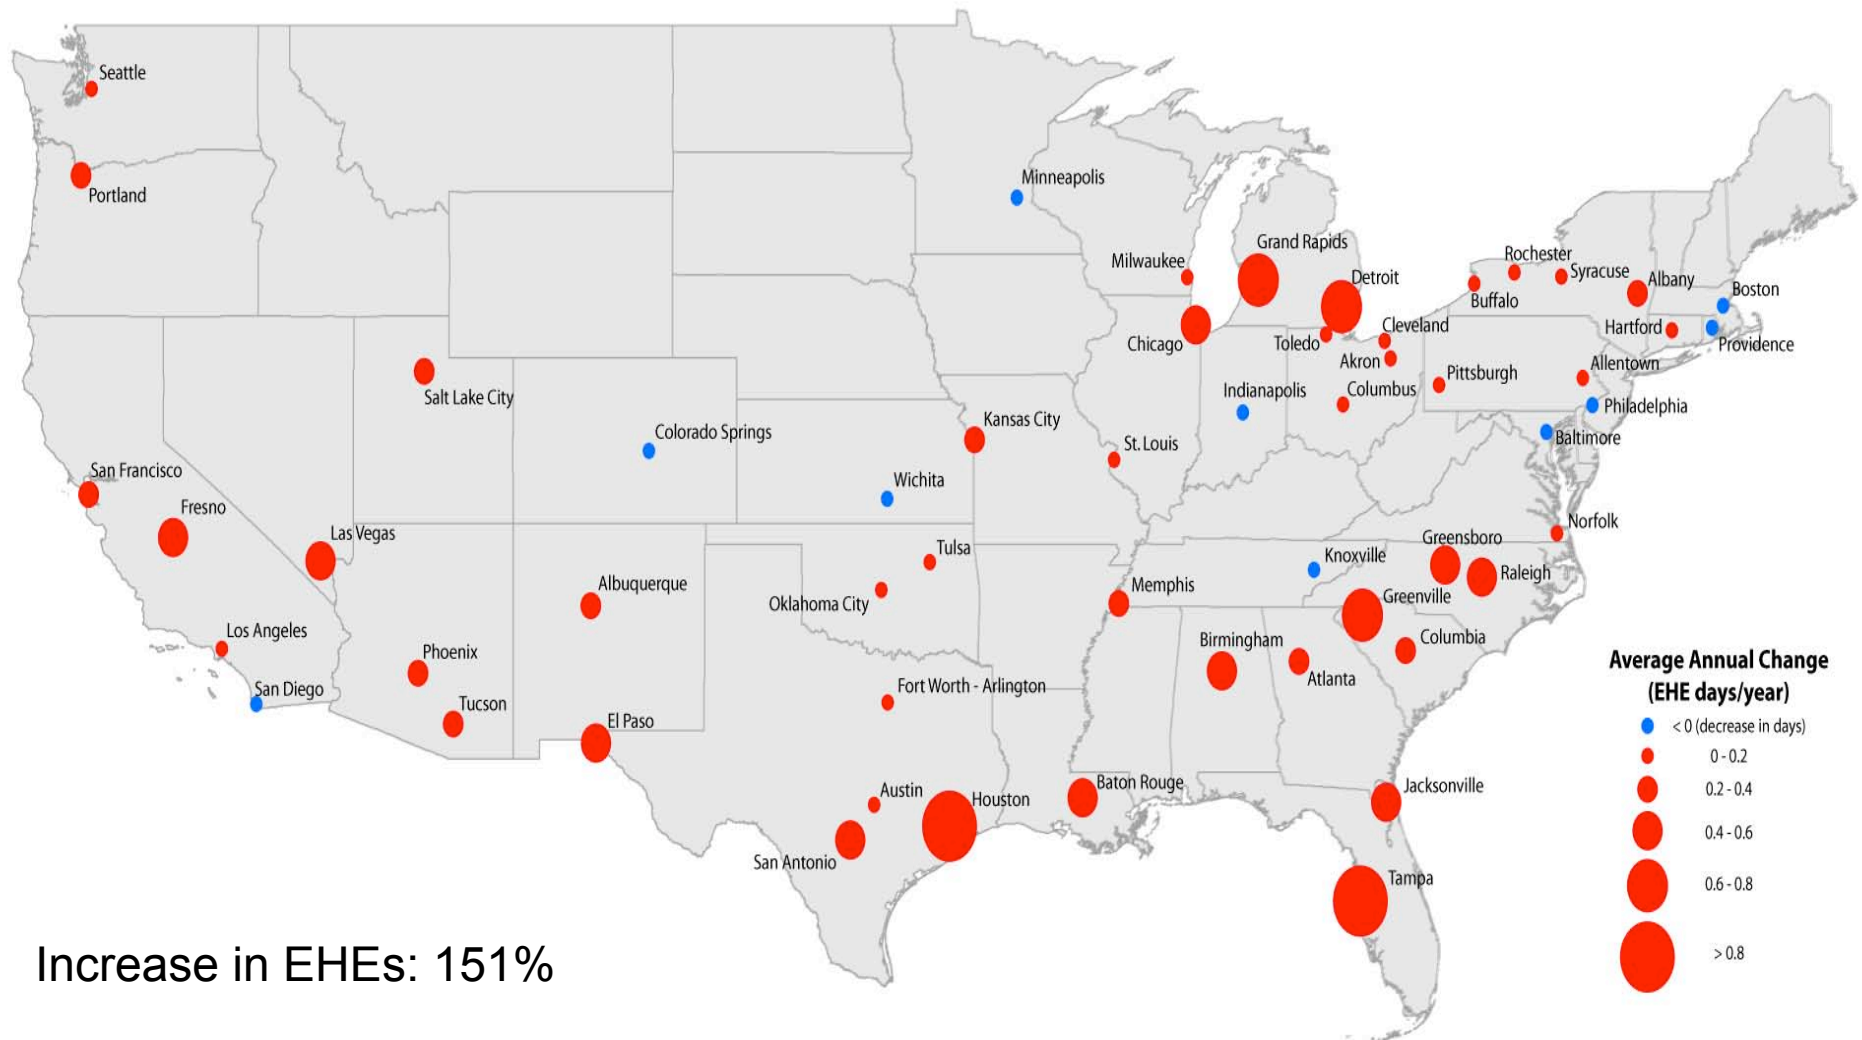 Seattle
Portland
Minneapolis
Grand Rapids
Milwaukee
Detroit
Rochester
Syracuse
Albany
Boston
Buffalo
Chicago
Toledo
Cleveland
Hartford
Providence
Akron
Allentown
Salt Lake City
Pittsburgh
Indianapolis
Columbus
Philadelphia
Kansas City
Colorado Springs
St. Louis
Baltimore
San Francisco
Wichita
Fresno
Las Vegas
Norfolk
Greensboro
Tulsa
Knoxville
Raleigh
Albuquerque
Oklahoma City
Memphis
Greenville
Los Angeles
Birmingham
Columbia
Phoenix
Atlanta
San Diego
Fort Worth - Arlington
Tucson
El Paso
Baton Rouge
Jacksonville
Austin
Houston
San Antonio
Tampa
Average Annual Change
(EHE days/year)
< 0 (decrease in days)
0 - 0.2
0.2 - 0.4
0.4 - 0.6
0.6 - 0.8
> 0.8
Increase in EHEs: 151%